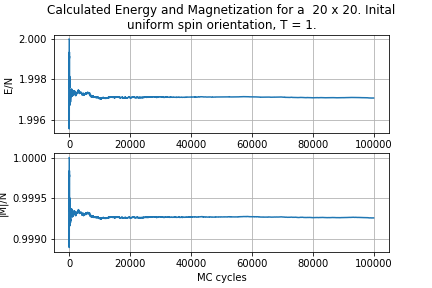 Calculated Energy and Magnetization for a 20 x 20. Inital
uniform spin orientation, T = 1.
2.000
1.998
1.996
E/N
0 20000 40000 60000 80000 100000
1.0000
0.9995
0.9990
|M|/N
0 20000 40000 60000 80000 100000
MC cycles